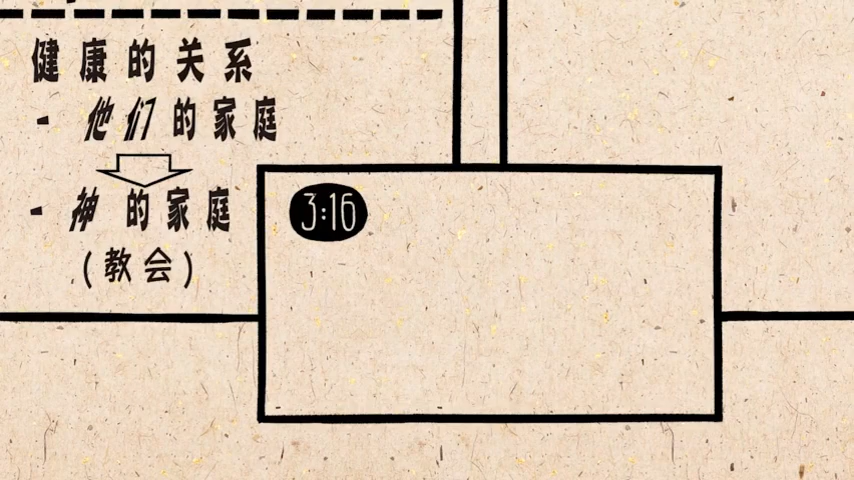 健康的关系
- 他们的家庭
- 神的家庭
(教会)
3:16